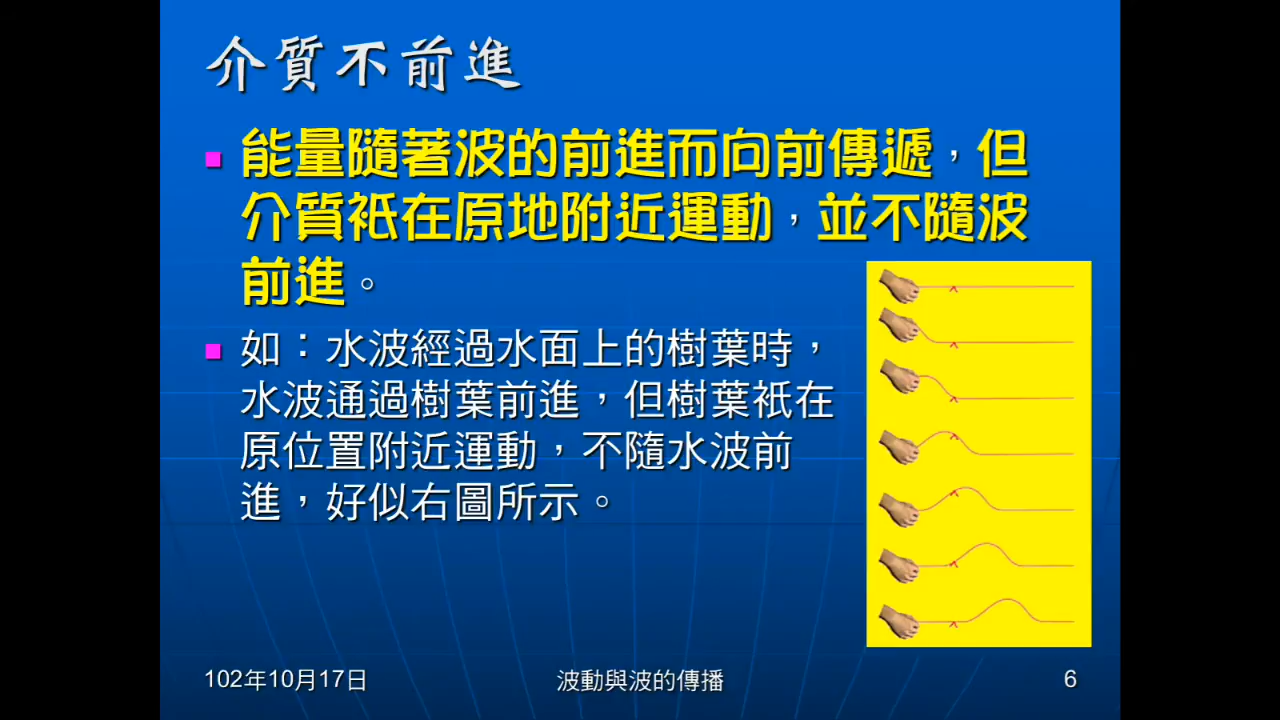 介質不前進
能量隨著波的前進而向前傳遞，但
介質衹在原地附近運動，並不隨波
前進。
如：水波經過水面上的樹葉時，
水波通過樹葉前進，但樹葉衹在
原位置附近運動，不隨水波前
進，好似右圖所示。
102年10月17日
波動與波的傳播
6